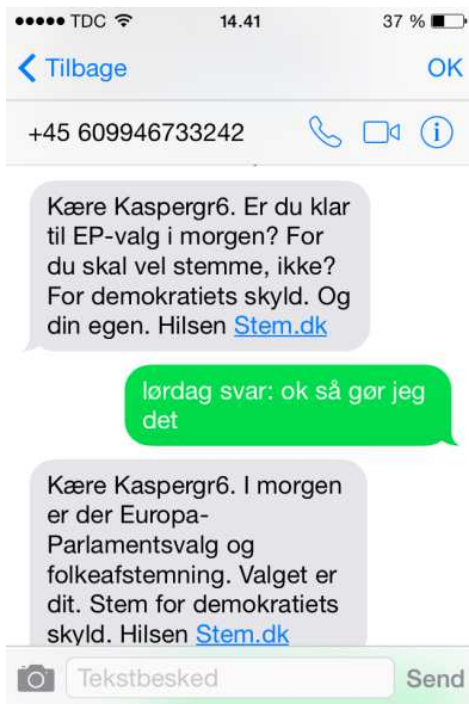 TDC 14.41 37 %
Tilbage OK
+45 609946733242
Kære Kaspergr6. Er du klar
til EP-valg i morgen? For
du skal vel stemme, ikke?
For demokratiets skyld. Og
din egen. Hilsen Stem.dk
lørdag svar: ok så gør jeg
det
Kære Kaspergr6. I morgen
er der Europa-
Parlamentsvalg og
folkeafstemning. Valget er
dit. Stem for demokratiets
skyld. Hilsen Stem.dk
Tekstbesked Send